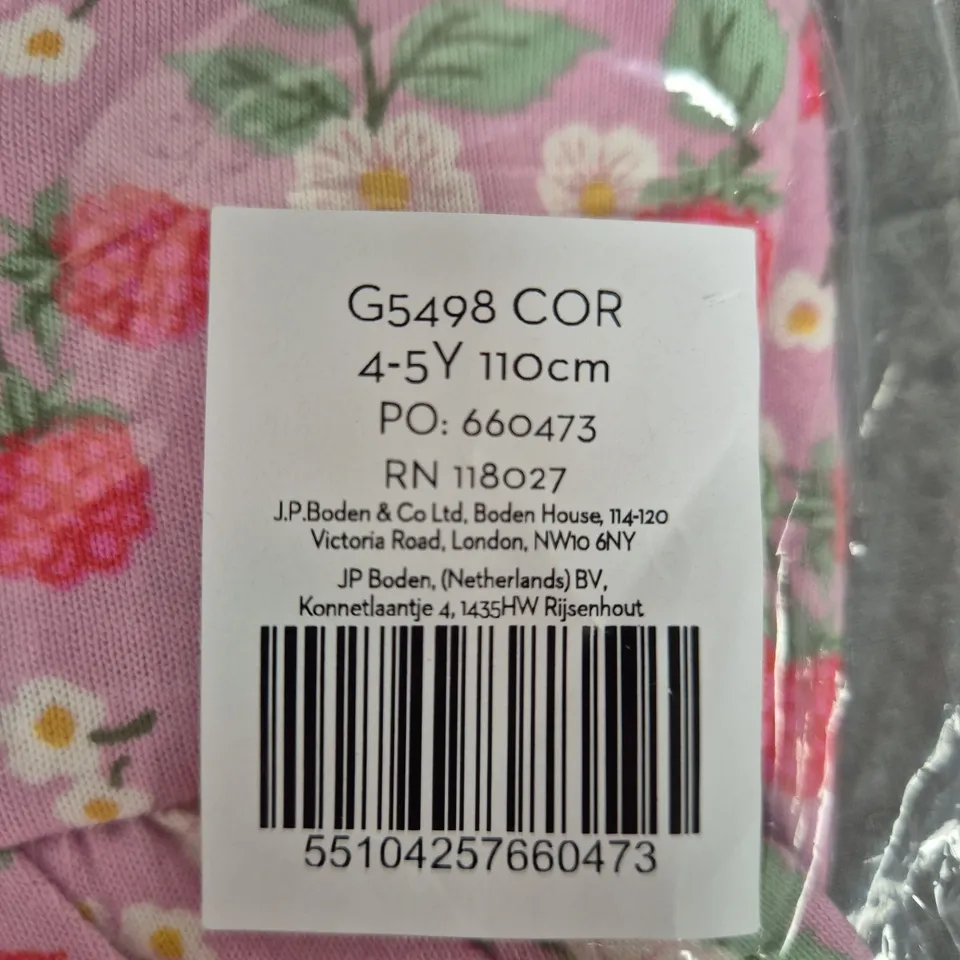 G5498 COR
4-5Y 110cm
PO: 660473
RN 118027
J.P.Boden & Co Ltd, Boden House, 114-120
Victoria Road, London, NW10 6NY
JP Boden, (Netherlands) BV,
Konnetlaantje 4, 1435HW Rijsenhout
55104257660473